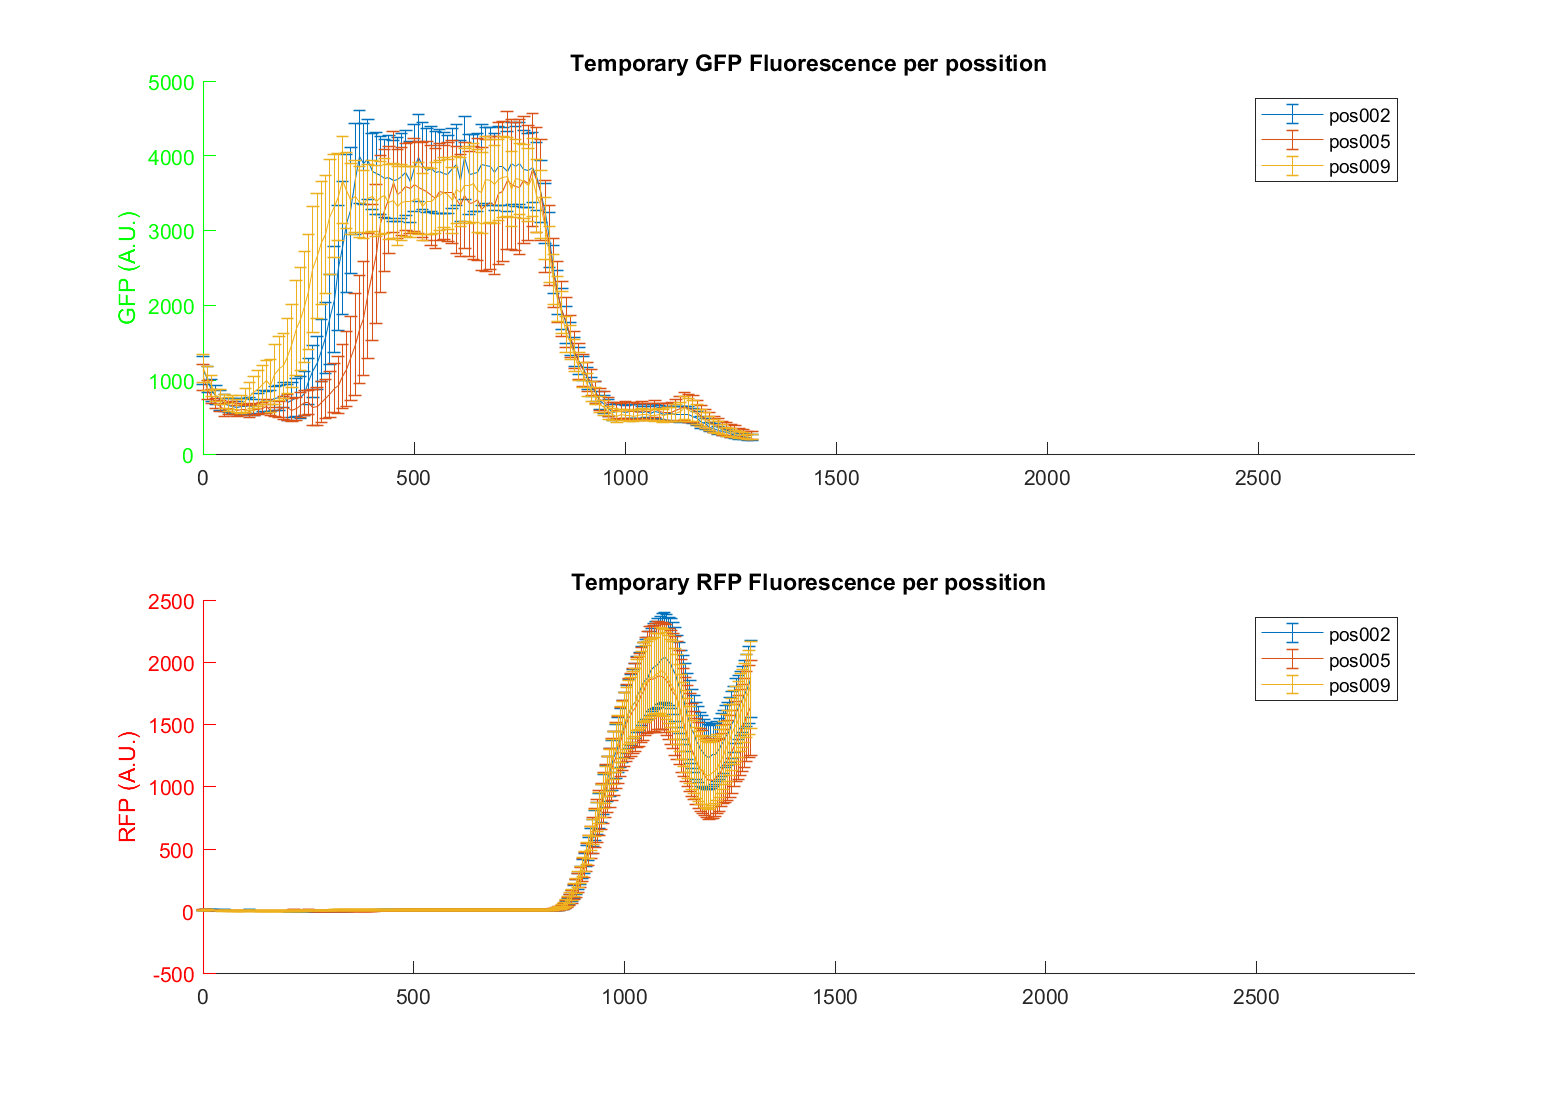 Temporary GFP Fluorescence per possition
GFP (A.U.)
5000
4000
3000
2000
1000
0
0 500 1000 1500 2000 2500
pos002
pos005
pos009
Temporary RFP Fluorescence per possition
RFP (A.U.)
2500
2000
1500
1000
500
0
-500
0 500 1000 1500 2000 2500
pos002
pos005
pos009